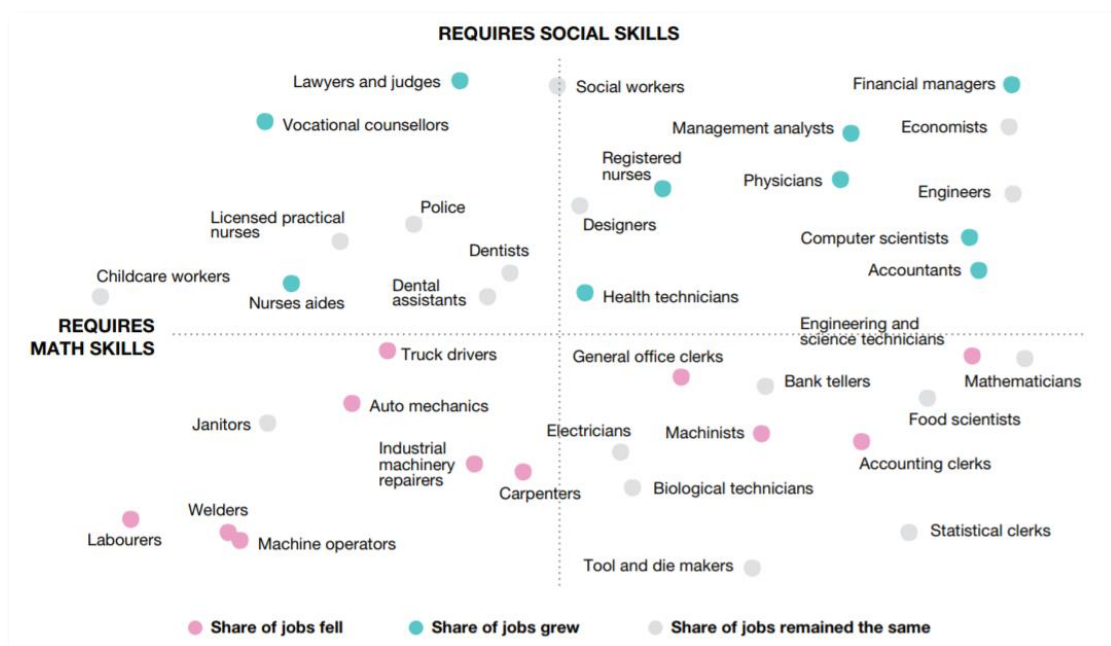 REQUIRES SOCIAL SKILLS
Lawyers and judges
Social workers
Financial managers
Vocational counsellors
Management analysts
Economists
Registered
nurses
Physicians
Engineers
Licensed practical
nurses
Police
Designers
Dentists
Computer scientists
Childcare workers
Nurses aides
Dental
assistants
Health technicians
Accountants
REQUIRES
MATH SKILLS
Engineering and
science technicians
Truck drivers
General office clerks
Bank tellers
Mathematicians
Auto mechanics
Janitors
Food scientists
Electricians
Machinists
Industrial
machinery
repairers
Accounting clerks
Carpenters
Biological technicians
Welders
Labourers
Machine operators
Statistical clerks
Tool and die makers
Share of jobs fell
Share of jobs grew
Share of jobs remained the same